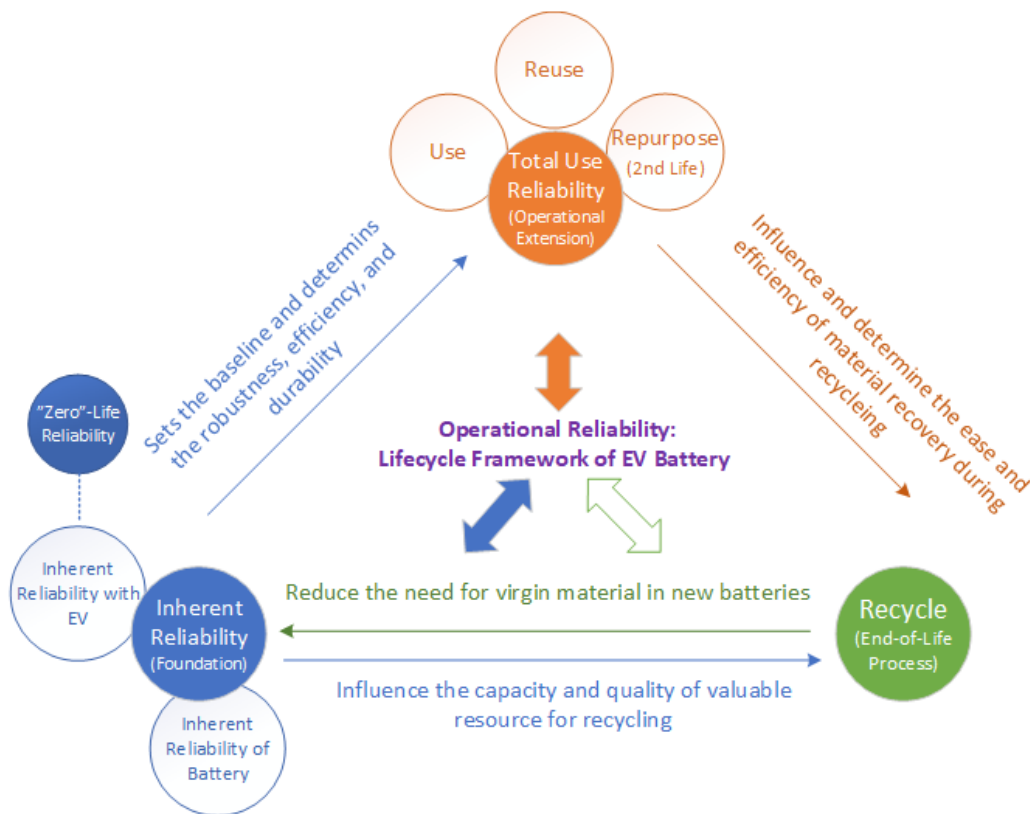 Reuse
Use
Repurpose
(2nd Life)
Total Use
Reliability
(Operational
Extension)
Sets the baseline and determins
the robustness, efficiency, and
durability
Influence and determine the ease and
efficiency of material recovery during
recycleing
"Zero"-Life
Reliability
Operational Reliability:
Lifecycle Framework of EV Battery
Inherent
Reliability with
EV
Inherent
Reliability
(Foundation)
Inherent
Reliability of
Battery
Reduce the need for virgin material in new batteries
Influence the capacity and quality of valuable
resource for recycling
Recycle
(End-of-Life
Process)